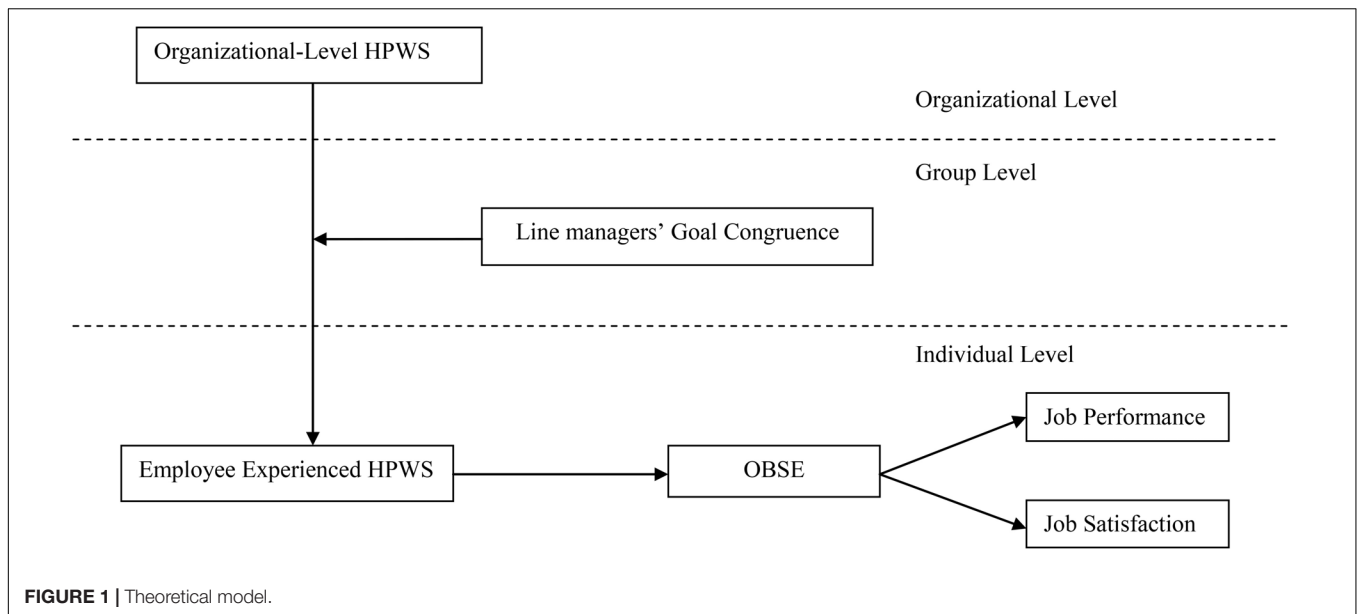 Organizational-Level HPWS
Organizational Level
Group Level
Line managers’ Goal Congruence
Individual Level
Job Performance
Employee Experienced HPWS
OBSE
Job Satisfaction
FIGURE 1 | Theoretical model.